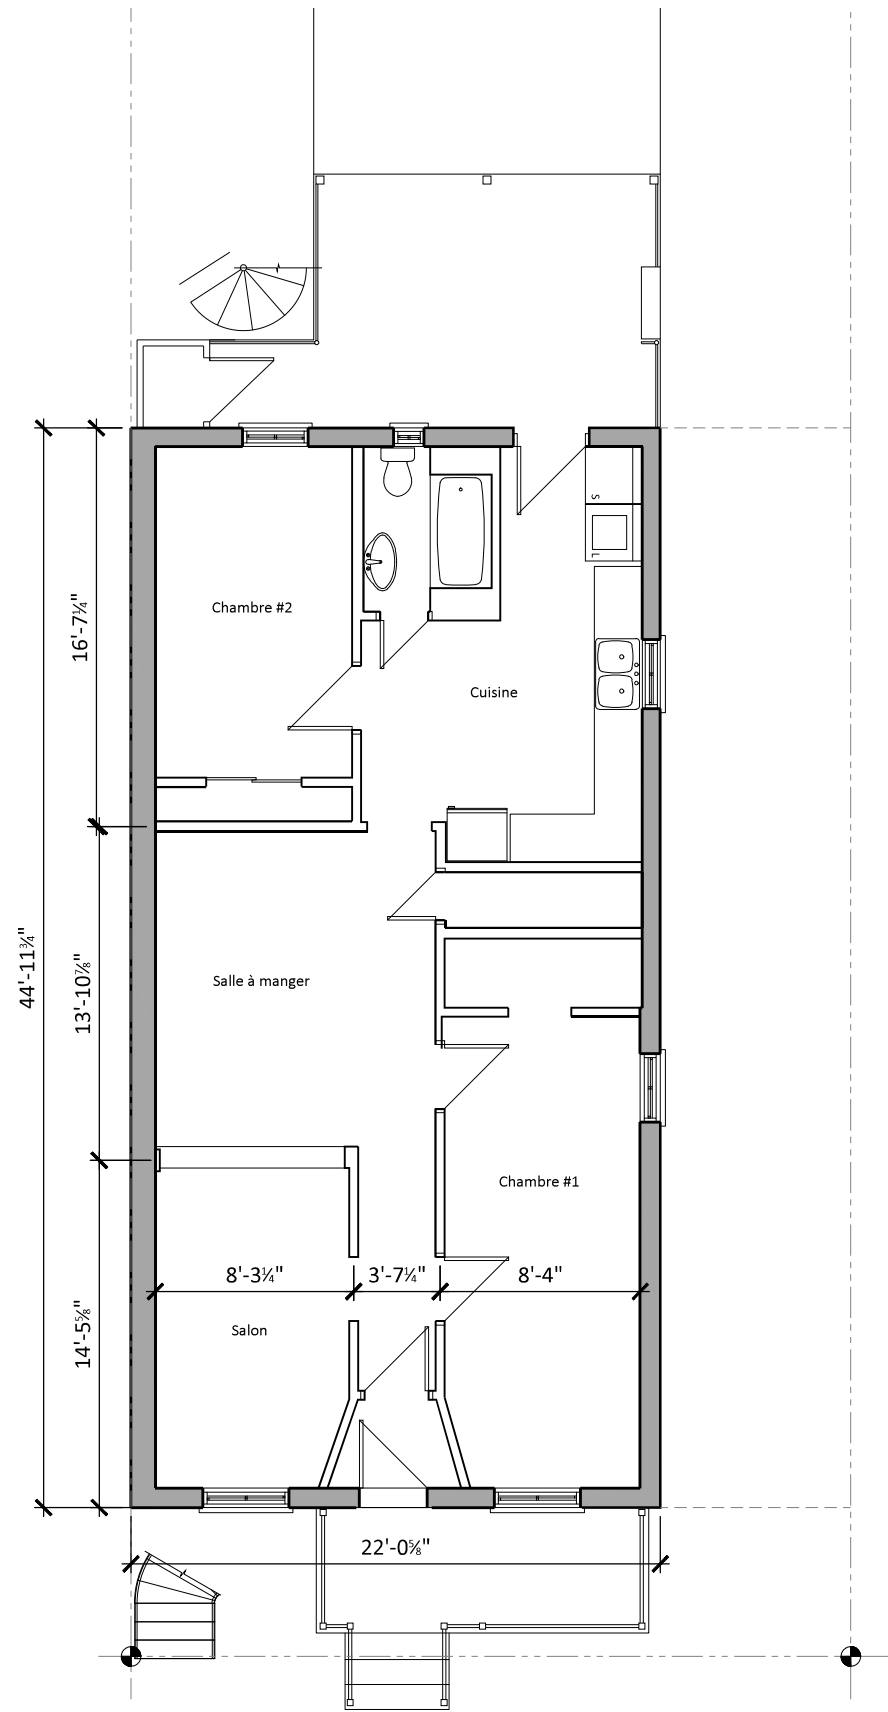 S
L
Chambre #2
16'-7¼"
Cuisine
44'-11¾"
13'-10⅞"
Salle à manger
Chambre #1
8'-3¼"
3'-7¼"
8'-4"
14'-5⅝"
Salon
22'-0⅝"